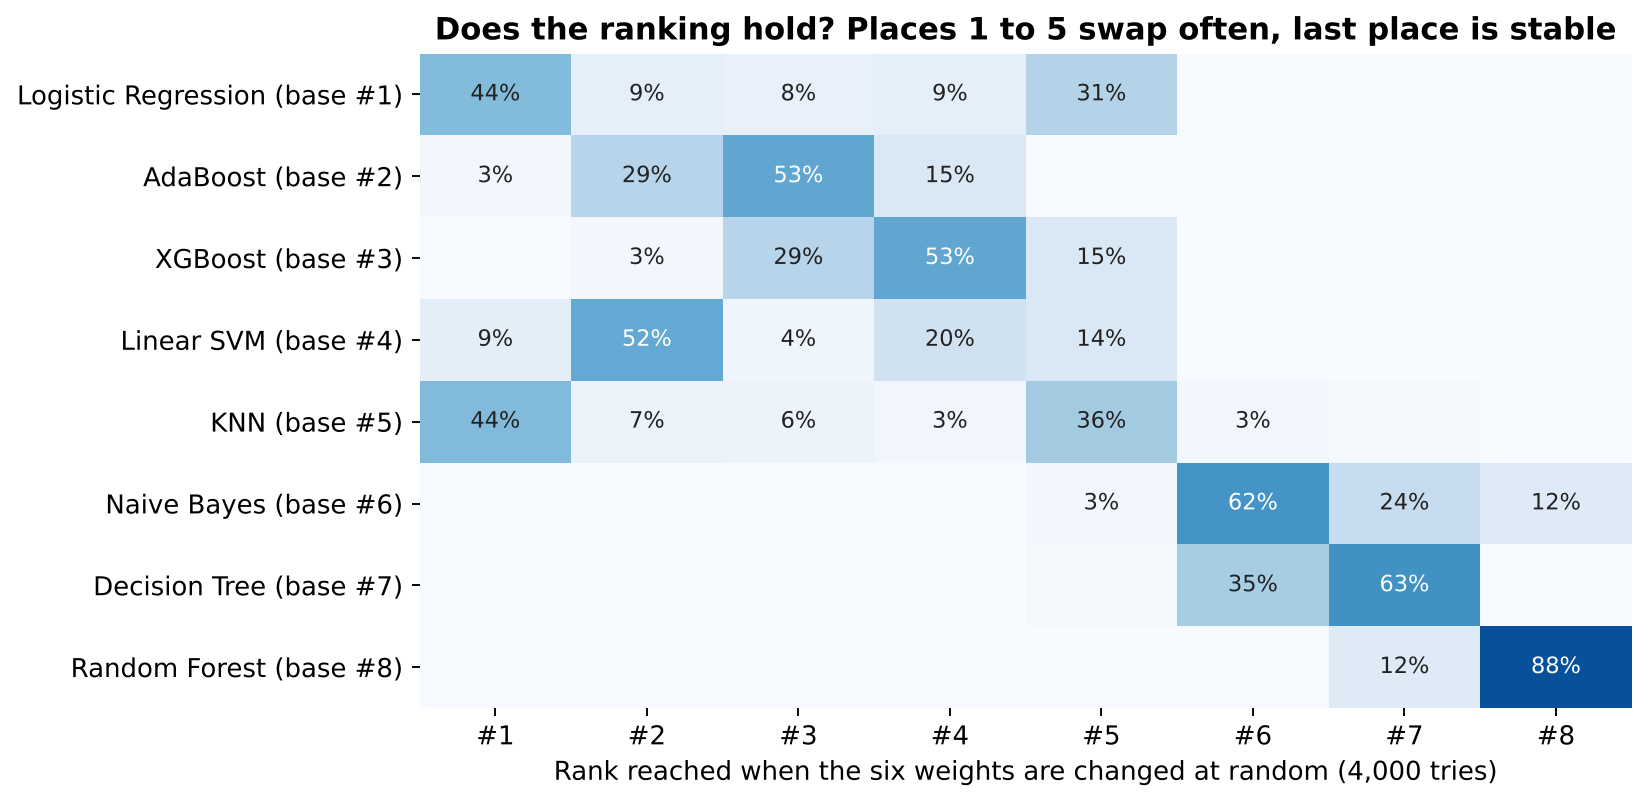 Does the ranking hold? Places 1 to 5 swap often, last place is stable
Logistic Regression (base #1) 44% 9% 8% 9% 31%
AdaBoost (base #2) 3% 29% 53% 15%
XGBoost (base #3) 3% 29% 53% 15%
Linear SVM (base #4) 9% 52% 4% 20% 14%
KNN (base #5) 44% 7% 6% 3% 36% 3%
Naive Bayes (base #6) 3% 62% 24% 12%
Decision Tree (base #7) 35% 63%
Random Forest (base #8) 12% 88%
#1 #2 #3 #4 #5 #6 #7 #8
Rank reached when the six weights are changed at random (4,000 tries)